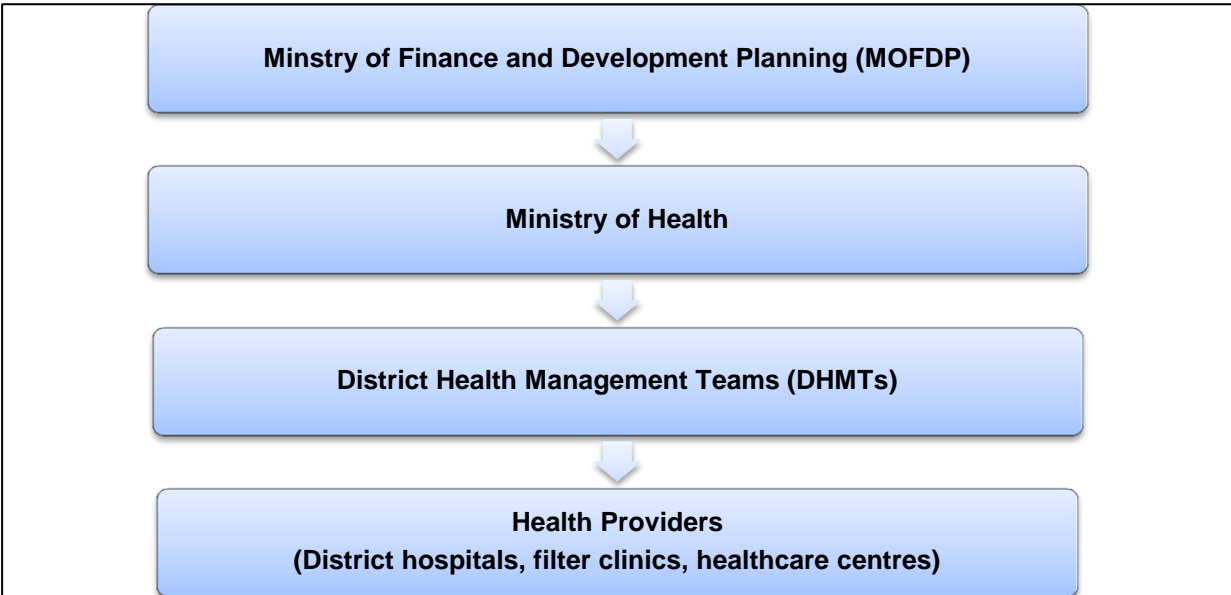 Minstry of Finance and Development Planning (MOFDP)
Ministry of Health
District Health Management Teams (DHMTs)
Health Providers
(District hospitals, filter clinics, healthcare centres)